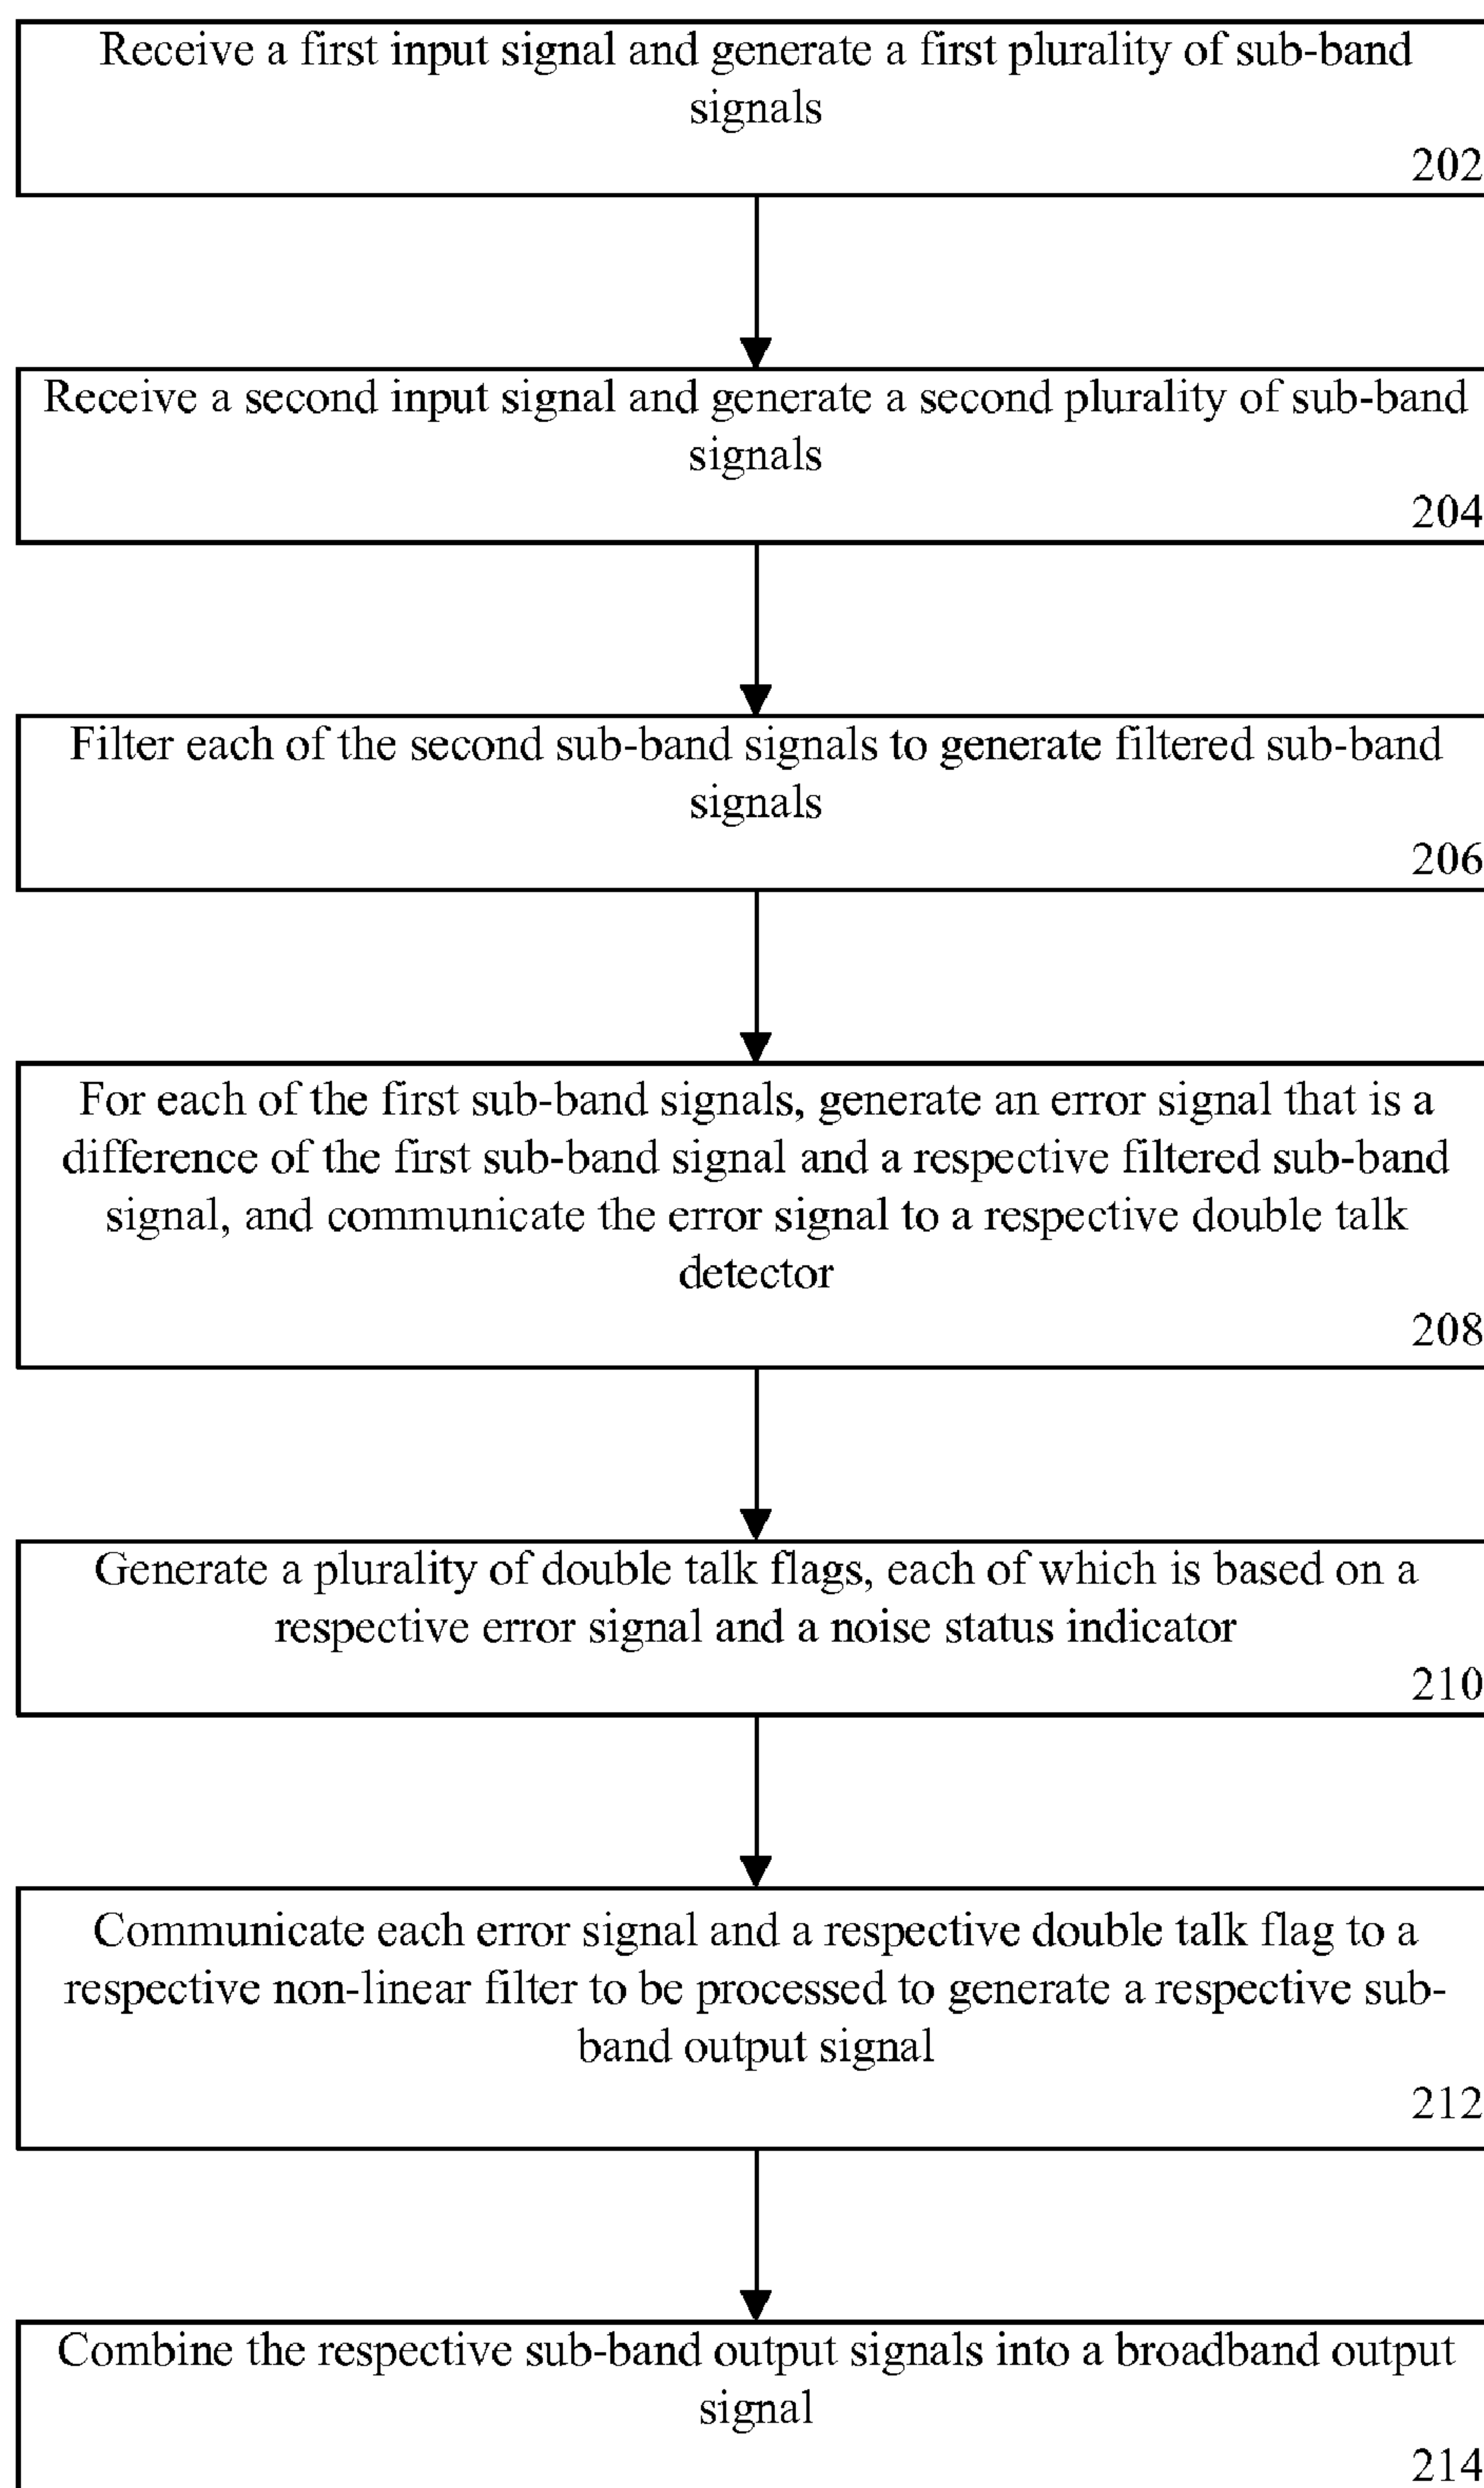 Receive a first input signal and generate a first plurality of sub-band
signals
202
Receive a second input signal and generate a second plurality of sub-band
signals
204
Filter each of the second sub-band signals to generate filtered sub-band
signals
206
For each of the first sub-band signals, generate an error signal that is a
difference of the first sub-band signal and a respective filtered sub-band
signal, and communicate the error signal to a respective double talk
detector
208
Generate a plurality of double talk flags, each of which is based on a
respective error signal and a noise status indicator
210
Communicate each error signal and a respective double talk flag to a
respective non-linear filter to be processed to generate a respective sub-
band output signal
212
Combine the respective sub-band output signals into a broadband output
signal
214